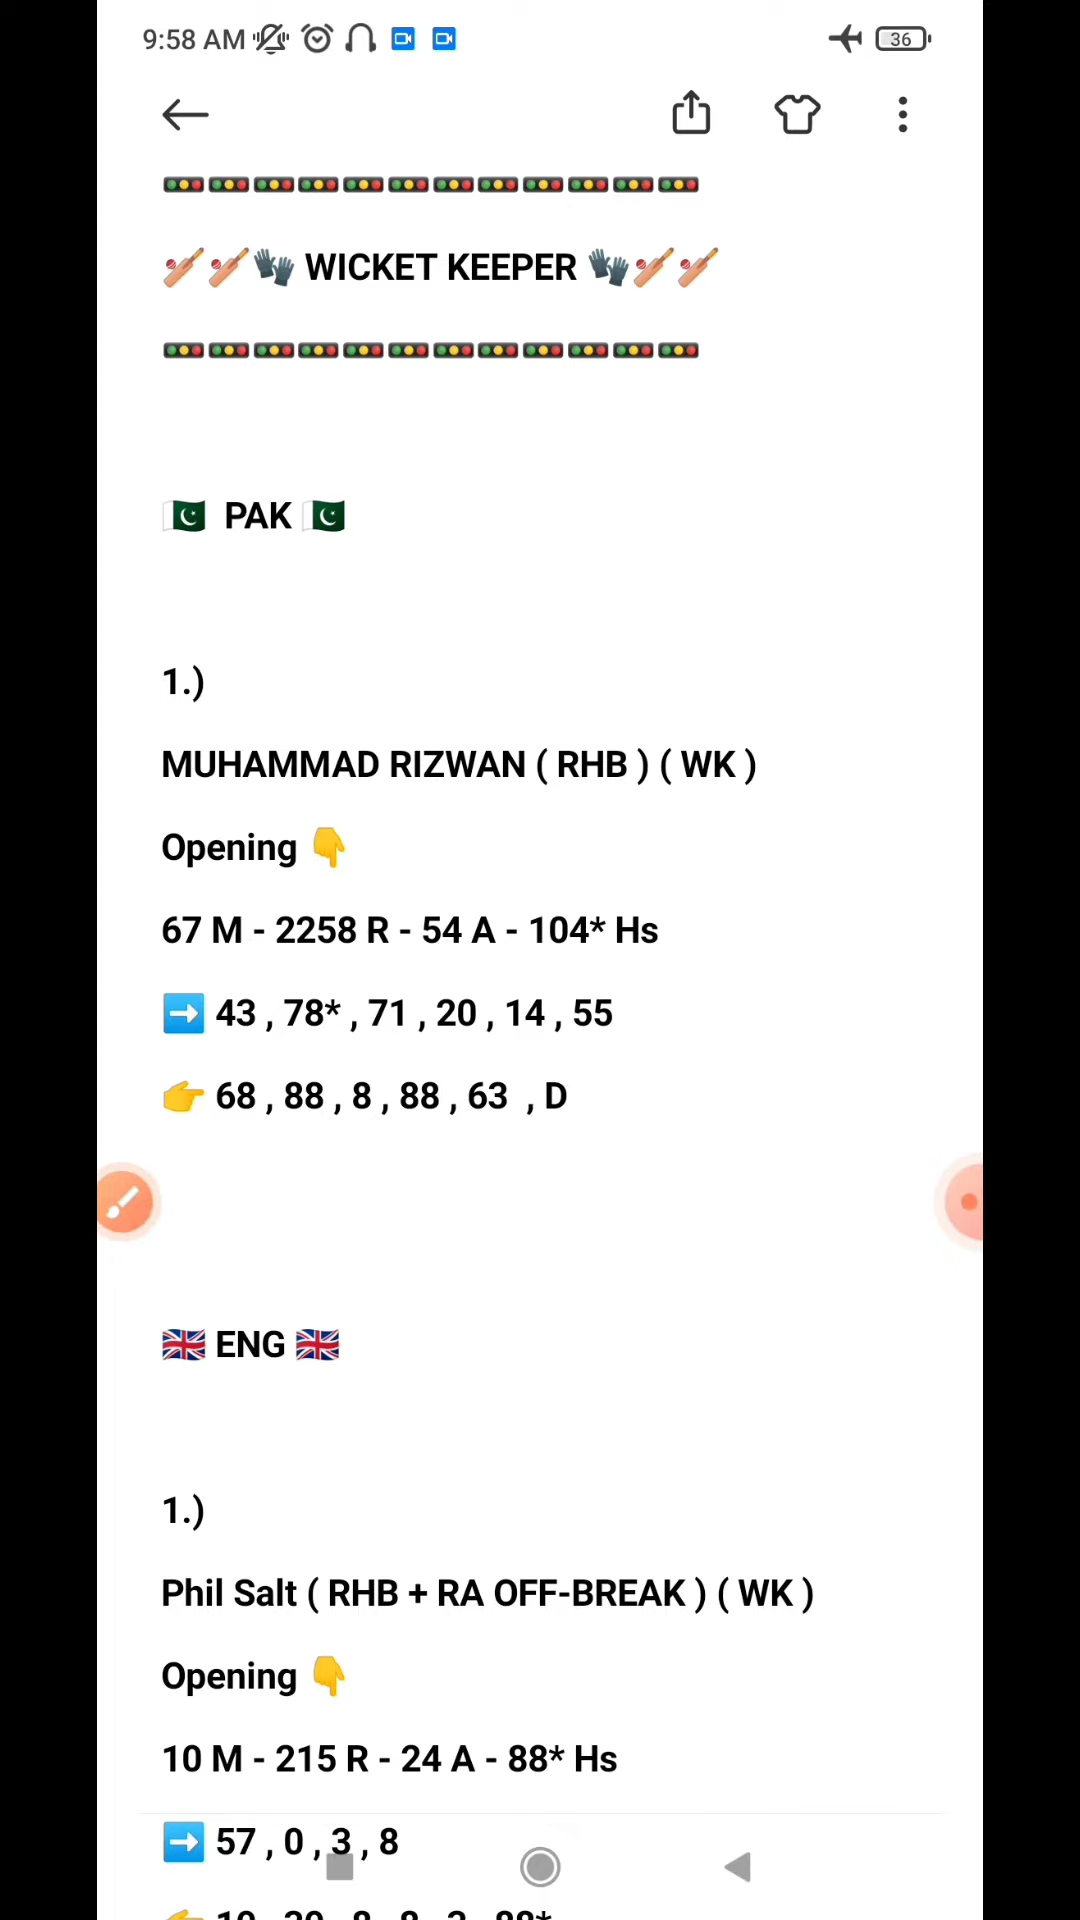 9:58 AM
36
WICKET KEEPER
PAK
1.)
MUHAMMAD RIZWAN ( RHB ) ( WK )
Opening
67 M - 2258 R - 54 A - 104* Hs
43 , 78* , 71 , 20 , 14 , 55
68 , 88 , 8 , 88 , 63 , D
ENG
1.)
Phil Salt ( RHB + RA OFF-BREAK ) ( WK )
Opening
10 M - 215 R - 24 A - 88* Hs
57 , 0 , 3 , 8